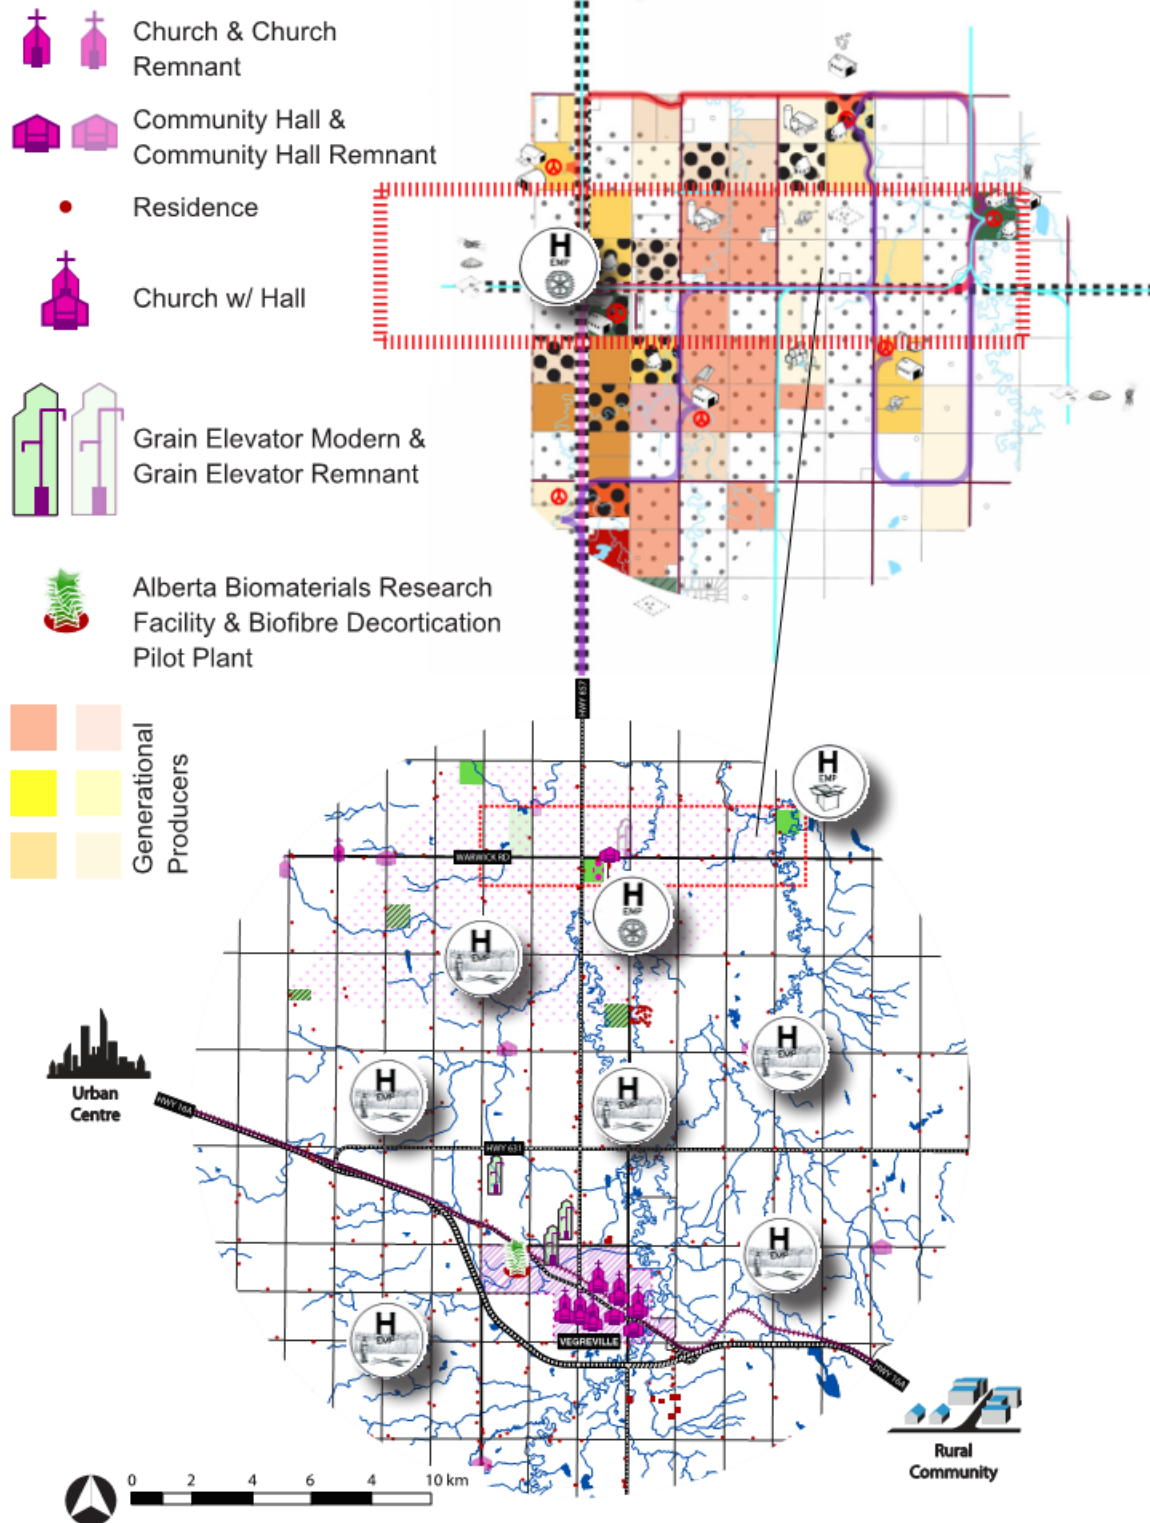 Church & Church
Remnant
Community Hall &
Community Hall Remnant
Residence
Church w/ Hall
Grain Elevator Modern &
Grain Elevator Remnant
Alberta Biomaterials Research
Facility & Biofibre Decortication
Pilot Plant
Generational
Producers
H
EMP
HWY 857
H
EMP
WARWICK RD
H
EMP
H
EMP
H
EMP
H
EMP
H
EMP
Urban
Centre
HWY 16A
HWY 631
H
EMP
H
EMP
VEGREVILLE
HWY 16A
Rural
Community
0 2 4 6 4 10 km